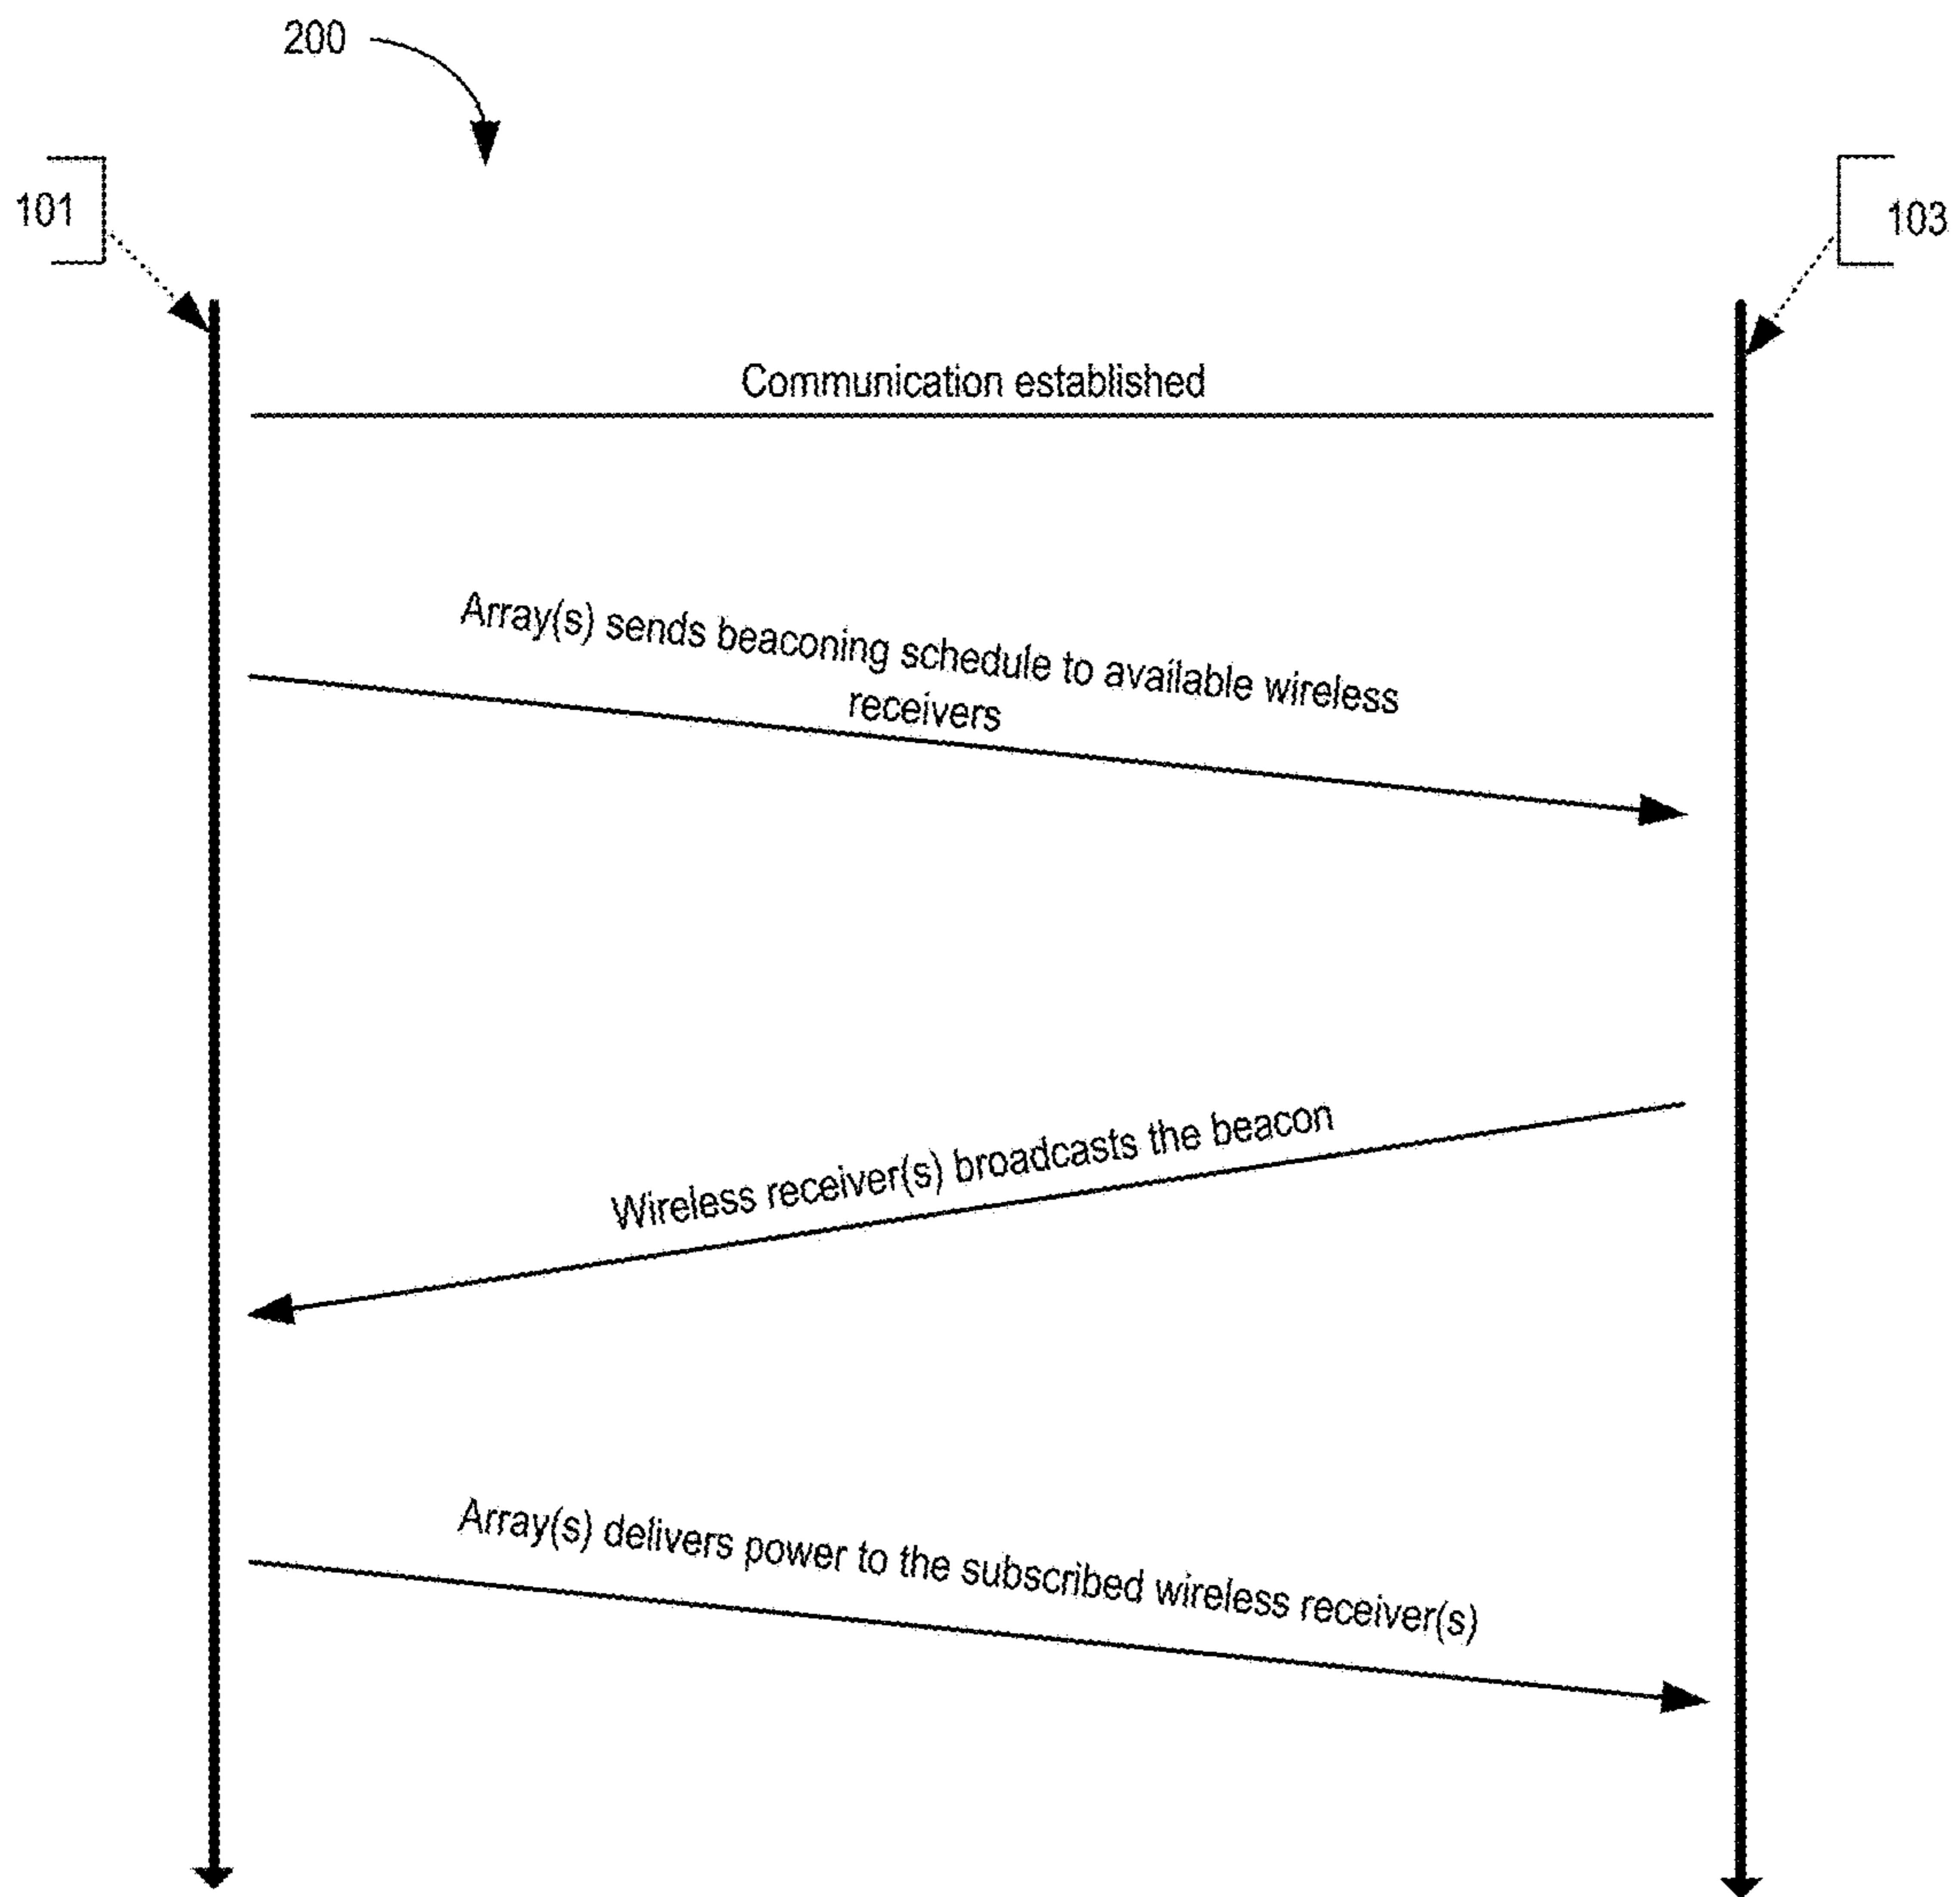 200
101
103
Communication established
Array(s) sends beaconing schedule to available wireless
receivers
Wireless receiver(s) broadcasts the beacon
Array(s) delivers power to the subscribed wireless receiver(s)